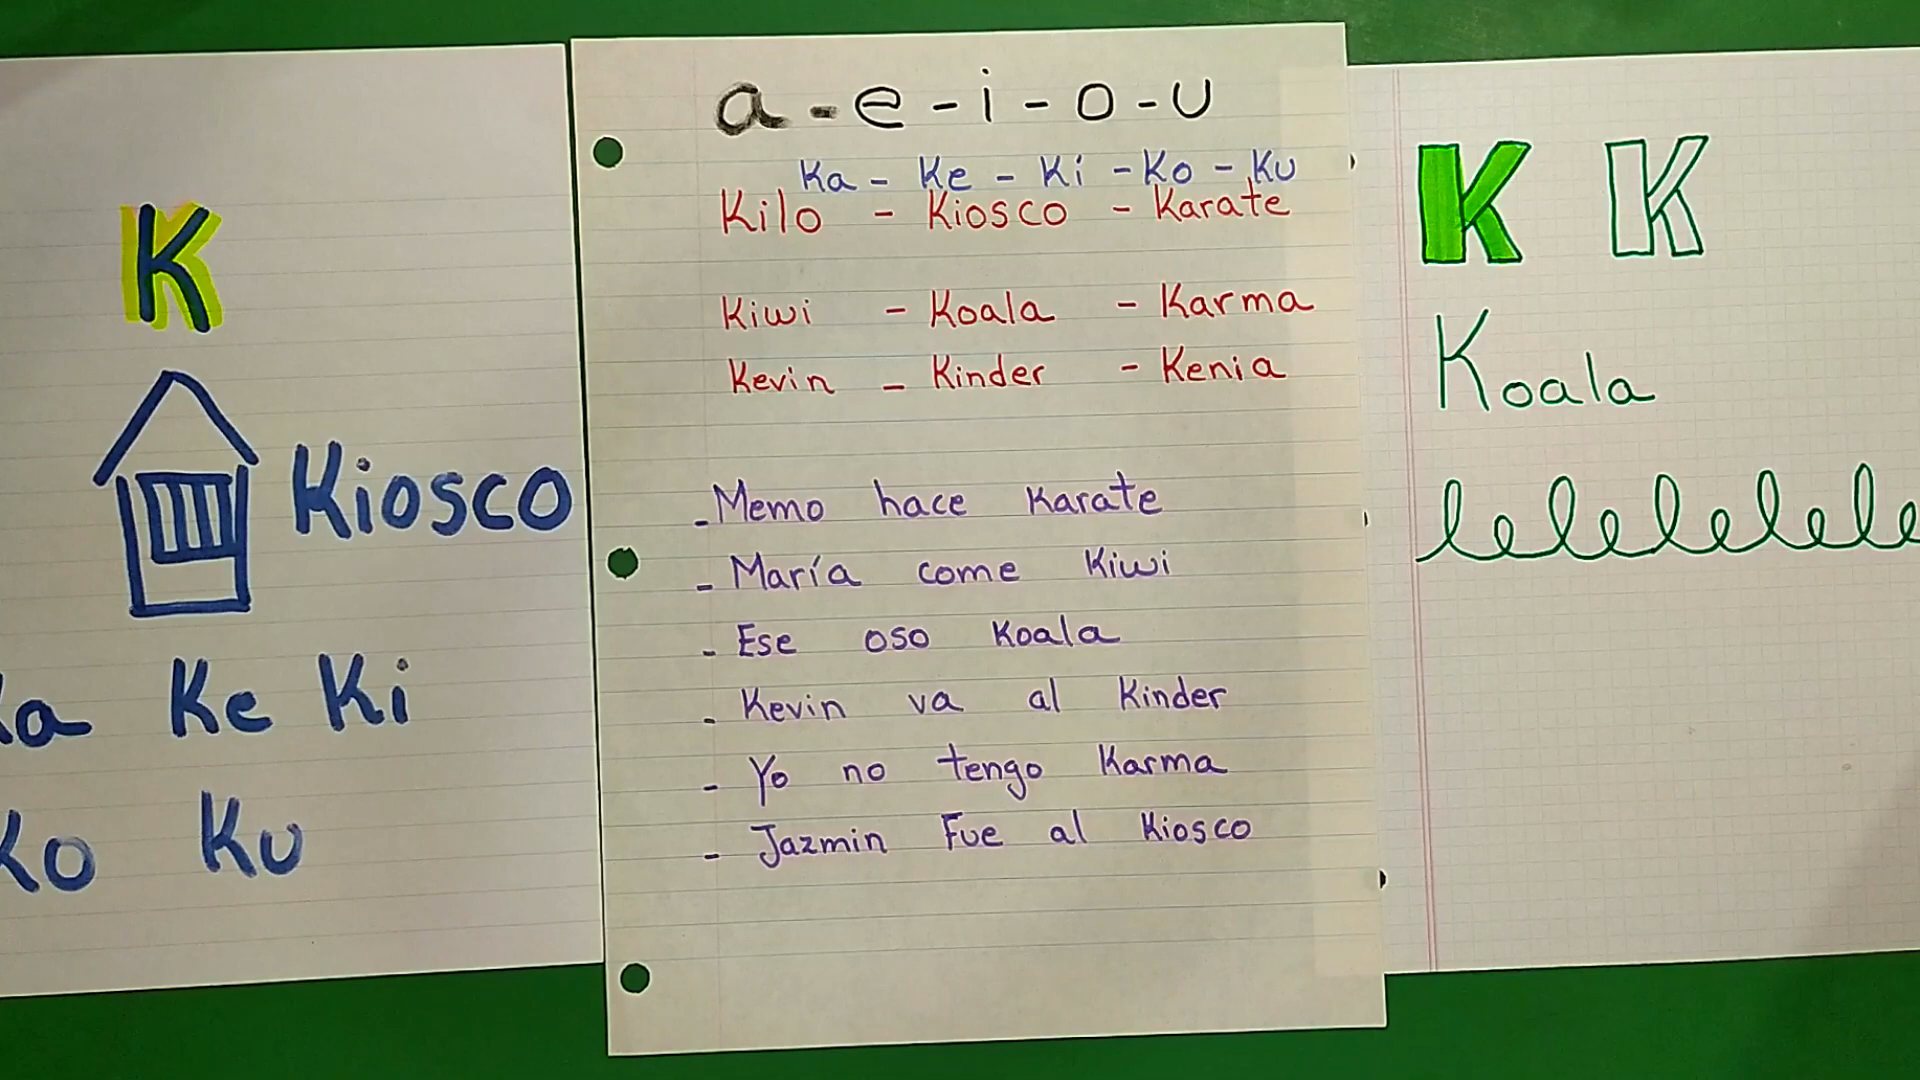 K
Kiosco
Ka Ke Ki
Ko Ku
a - e - i - o - u
Ka - Ke - Ki - Ko - Ku
Kilo - Kiosco - Karate
Kiwi - Koala - Karma
Kevin - Kinder - Kenia
- Memo hace Karate
- María come Kiwi
- Ese oso Koala
- Kevin va al Kinder
- Yo no tengo Karma
- Jazmin Fue al Kiosco
K K
Koala
lelelelele